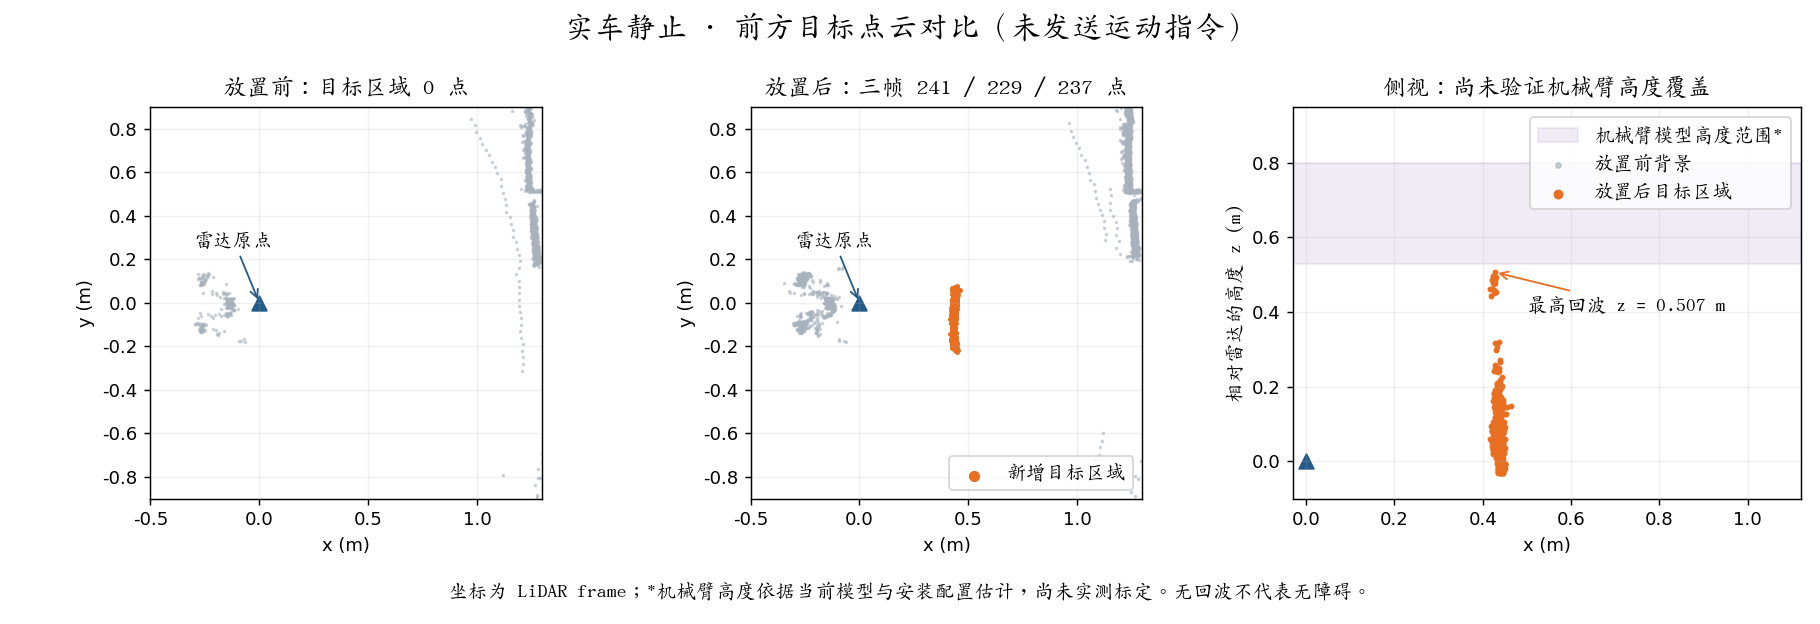 实车静止 · 前方目标点云对比（未发送运动指令）
放置前：目标区域 0 点
0.8
0.6
0.4
0.2
0.0
-0.2
-0.4
-0.6
-0.8
y (m)
雷达原点
-0.5
0.0
0.5
1.0
x (m)
放置后：三帧 241 / 229 / 237 点
0.8
0.6
0.4
0.2
0.0
-0.2
-0.4
-0.6
-0.8
y (m)
雷达原点
新增目标区域
-0.5
0.0
0.5
1.0
x (m)
侧视：尚未验证机械臂高度覆盖
机械臂模型高度范围*
放置前背景
放置后目标区域
0.8
0.6
0.4
0.2
0.0
相对雷达的高度 z (m)
最高回波 z = 0.507 m
0.0
0.2
0.4
0.6
0.8
1.0
x (m)
坐标为 LiDAR frame；*机械臂高度依据当前模型与安装配置估计，尚未实测标定。无回波不代表无障碍。